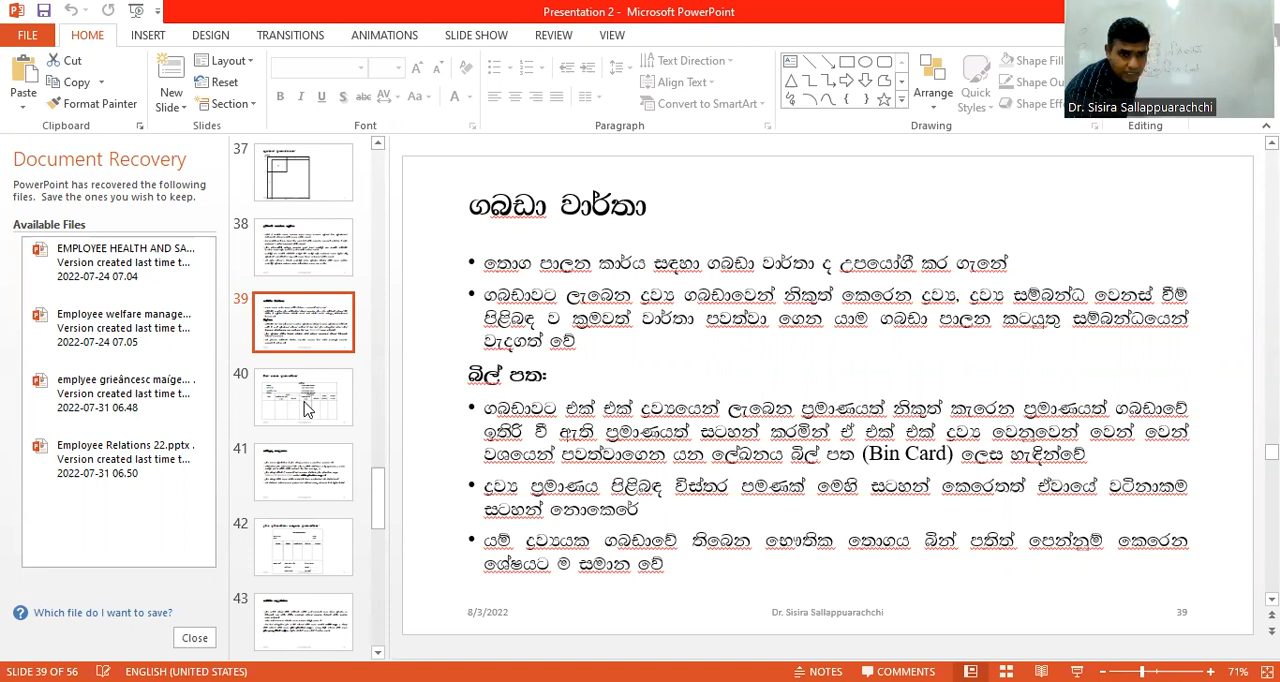 Presentation 2 - Microsoft PowerPoint
FILE HOME INSERT DESIGN TRANSITIONS ANIMATIONS SLIDE SHOW REVIEW VIEW
Paste
Cut
Copy
Format Painter
Clipboard
New
Slide
Layout
Reset
Section
Slides
Font
Text Direction
Align Text
Convert to SmartArt
Paragraph
Arrange
Quick
Styles
Shape Fill
Drawing
Editing
Dr. Sisira Sallappuarachchi
Document Recovery
PowerPoint has recovered the following
files. Save the ones you wish to keep.
Available Files
EMPLOYEE HEALTH AND SA...
Version created last time t...
2022-07-24 07.04
Employee welfare manage...
Version created last time t...
2022-07-24 07.05
emplyee grieâncesc maíge...
Version created last time t...
2022-07-31 06.48
Employee Relations 22.pptx
Version created last time t...
2022-07-31 06.50
Which file do I want to save?
Close
37
38
39
40
41
42
43
ගබඩා වාර්තා
• තොග පාලන කාර්ය සඳහා ගබඩා වාර්තා ද උපයෝගී කර ගැනේ
• ගබඩාවට ලැබෙන ද්‍රව්‍ය ගබඩාවෙන් නිකුත් කෙරෙන ද්‍රව්‍ය, ද්‍රව්‍ය සම්බන්ධ වෙනස් වීම්
පිළිබඳ ව ක්‍රමවත් වාර්තා පවත්වා ගෙන යාම ගබඩා පාලන කටයුතු සම්බන්ධයෙන්
වැදගත් වේ
බිල් පත:
• ගබඩාවට එක් එක් ද්‍රව්‍යයෙන් ලැබෙන ප්‍රමාණයත් නිකුත් කැරෙන ප්‍රමාණයත් ගබඩාවේ
ඉතිරි වී ඇති ප්‍රමාණයත් සටහන් කරමින් ඒ එක් එක් ද්‍රව්‍ය වෙනුවෙන් වෙන් වෙන්
වශයෙන් පවත්වාගෙන යන ලේඛනය බිල් පත (Bin Card) ලෙස හැඳින්වේ
• ද්‍රව්‍ය ප්‍රමාණය පිළිබඳ විස්තර පමණක් මෙහි සටහන් කෙරෙතත් ඒවායේ වටිනාකම
සටහන් නොකෙරේ
• යම් ද්‍රව්‍යයක ගබඩාවේ තිබෙන භෞතික තොගය බින් පතින් පෙන්නුම් කෙරෙන
ශේෂයට ම සමාන වේ
8/3/2022 Dr. Sisira Sallappuarachchi 39
SLIDE 39 OF 56 ENGLISH (UNITED STATES) NOTES COMMENTS 71%